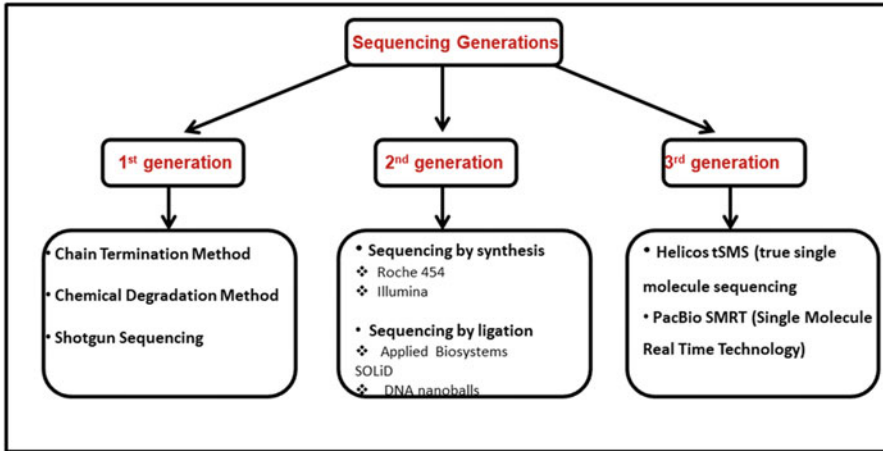 Sequencing Generations
1st generation
2nd generation
3rd generation
• Chain Termination Method
• Chemical Degradation Method
• Shotgun Sequencing
• Sequencing by synthesis
❖ Roche 454
❖ Illumina
• Sequencing by ligation
❖ Applied Biosystems
SOLiD
❖ DNA nanoballs
• Helicos tSMS (true single
molecule sequencing
• PacBio SMRT (Single Molecule
Real Time Technology)